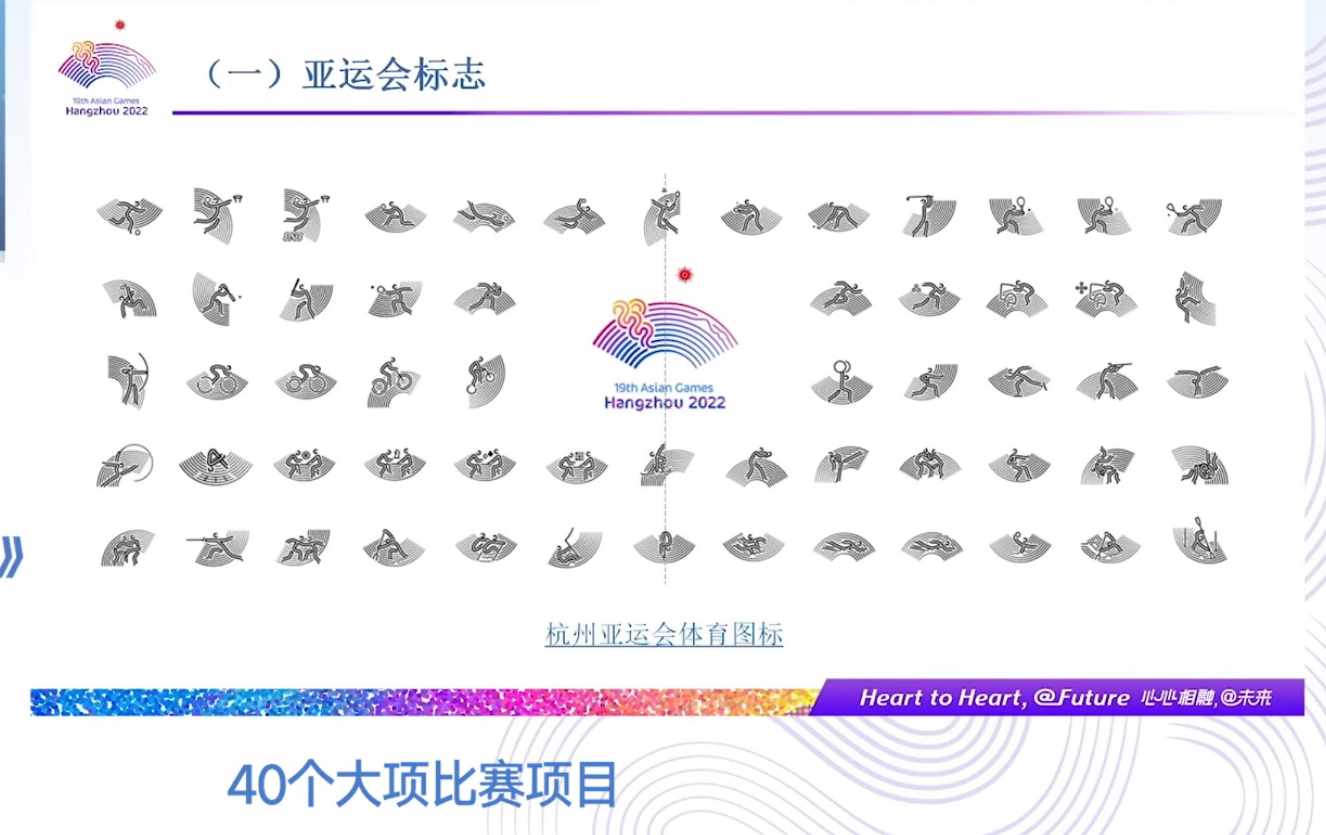 19th Asian Games
Hangzhou 2022
（一）亚运会标志
19th Asian Games
Hangzhou 2022
杭州亚运会体育图标
Heart to Heart, @Future 心心相融,@未来
40个大项比赛项目